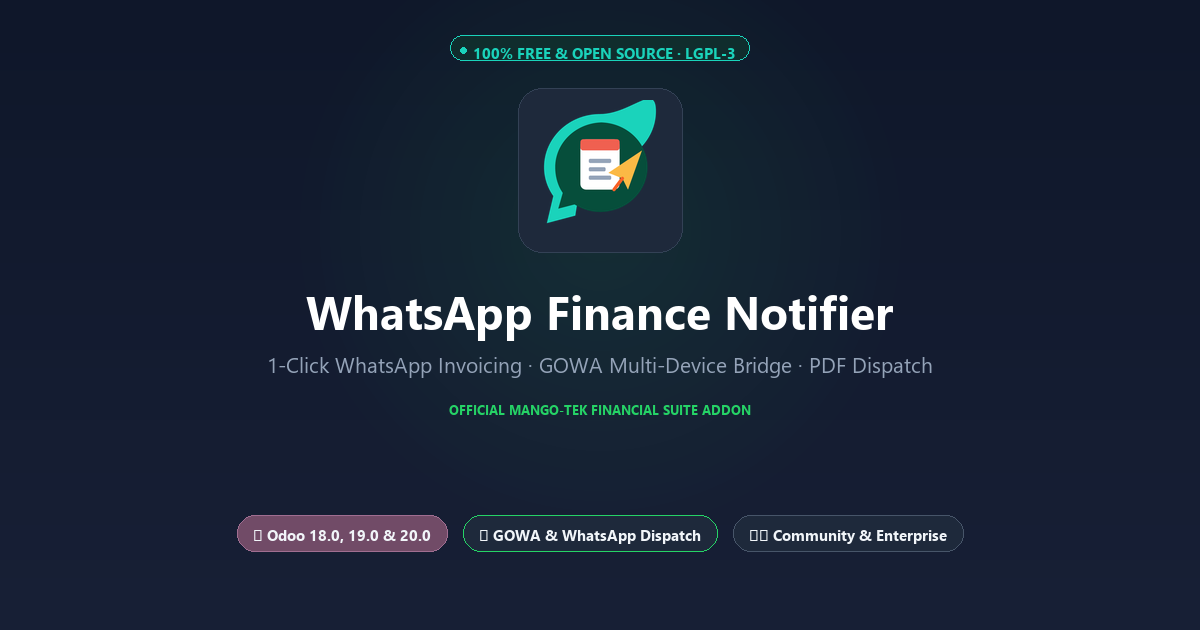 100% FREE & OPEN SOURCE · LGPL-3
WhatsApp Finance Notifier
1-Click WhatsApp Invoicing · GOWA Multi-Device Bridge · PDF Dispatch
OFFICIAL MANGO-TEK FINANCIAL SUITE ADDON
Odoo 18.0, 19.0 & 20.0
GOWA & WhatsApp Dispatch
Community & Enterprise